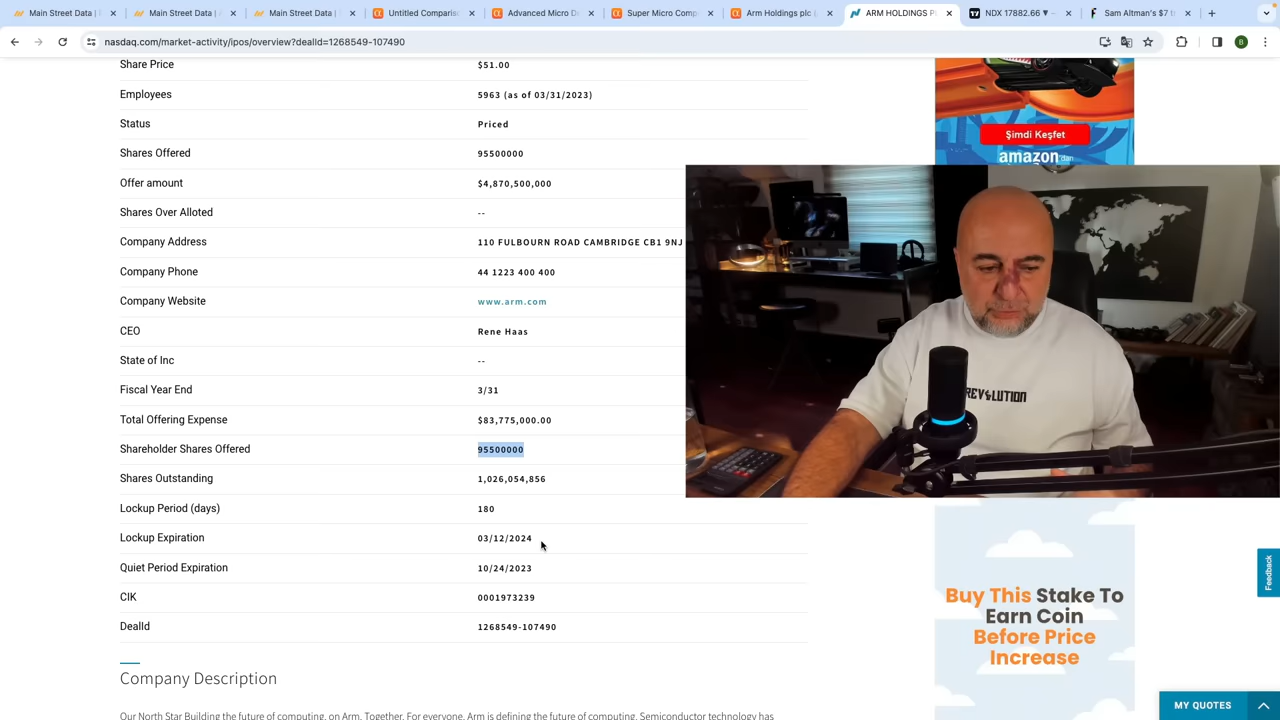 Main Street Data |
Main Street Data | A
Main Street Data | 
Untitled Comparis
Advanced Micro D
Super Micro Comp
Arm Holdings plc (
ARM HOLDINGS P
NDX 17882.66 ▼ −
Sam Altman's $7 t
nasdaq.com/market-activity/ipos/overview?dealId=1268549-107490
B
Share Price $51.00
Employees 5963 (as of 03/31/2023)
Status Priced
Shares Offered 95500000
Offer amount $4,870,500,000
Shares Over Alloted --
Company Address 110 FULBOURN ROAD CAMBRIDGE CB1 9NJ
Company Phone 44 1223 400 400
Company Website www.arm.com
CEO Rene Haas
State of Inc --
Fiscal Year End 3/31
Total Offering Expense $83,775,000.00
Shareholder Shares Offered 95500000
Shares Outstanding 1,026,054,856
Lockup Period (days) 180
Lockup Expiration 03/12/2024
Quiet Period Expiration 10/24/2023
CIK 0001973239
DealId 1268549-107490
Company Description
Our North Star Building the future of computing, on Arm. Together. For everyone. Arm is defining the future of computing. Semiconductor technology has
Şimdi Keşfet
amazon'dan
REVOLUTION
Buy This Stake To
Earn Coin
Before Price
Increase
Feedback
MY QUOTES